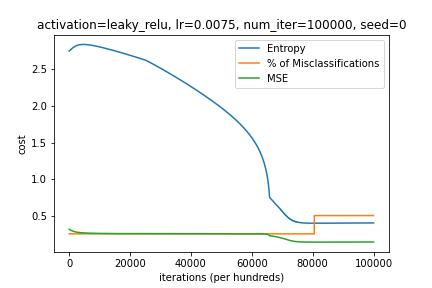 activation=leaky_relu, lr=0.0075, num_iter=100000, seed=0
Entropy
% of Misclassifications
MSE
2.5
2.0
1.5
1.0
0.5
cost
0 20000 40000 60000 80000 100000
iterations (per hundreds)